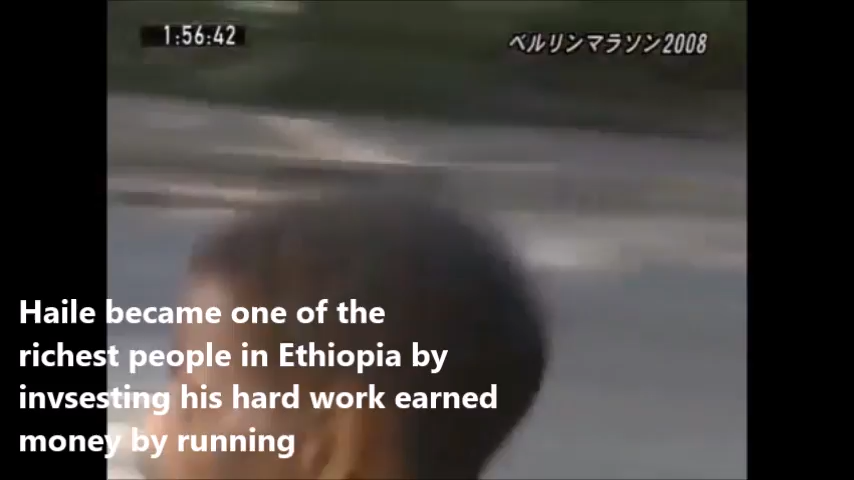 1:56:42
ベルリンマラソン2008
Haile became one of the
richest people in Ethiopia by
invsesting his hard work earned
money by running